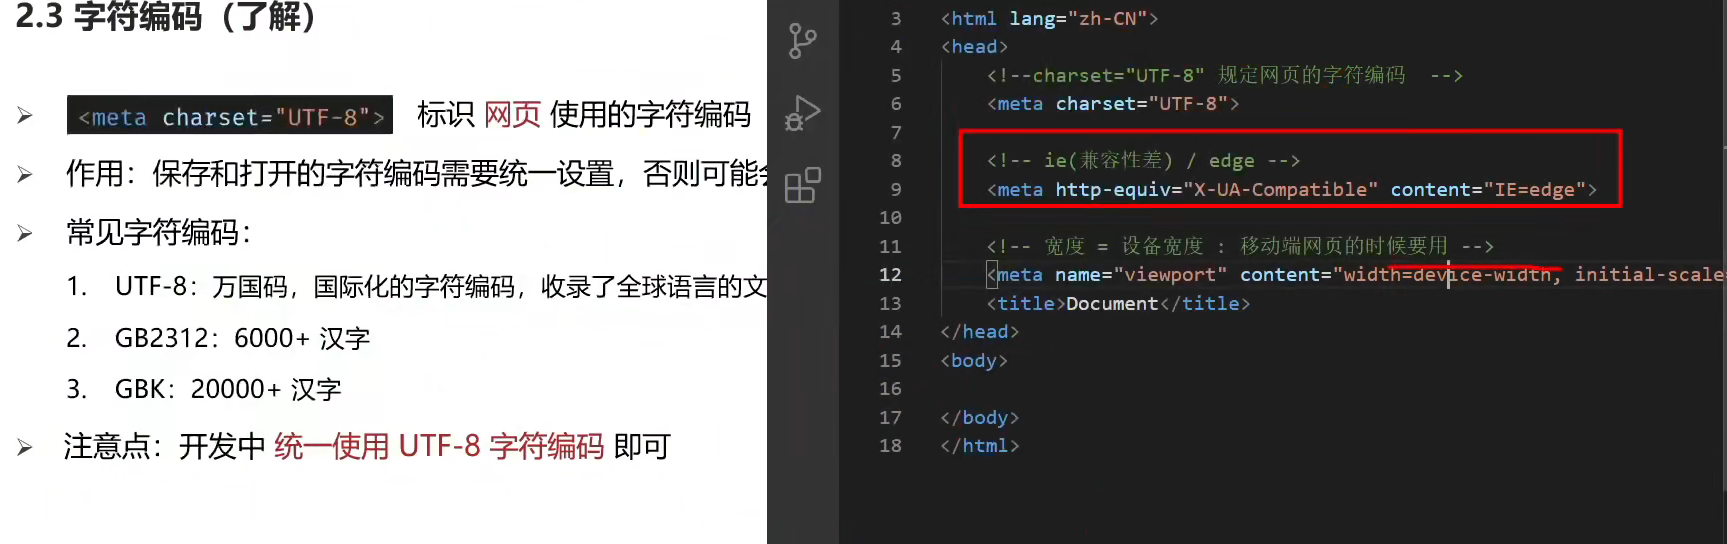 2.3 字符编码（了解）
➢ <meta charset="UTF-8"> 标识 网页 使用的字符编码
➢ 作用：保存和打开的字符编码需要统一设置，否则可能
➢ 常见字符编码：
1. UTF-8：万国码，国际化的字符编码，收录了全球语言的文
2. GB2312：6000+ 汉字
3. GBK：20000+ 汉字
➢ 注意点：开发中 统一使用 UTF-8 字符编码 即可
3 <html lang="zh-CN">
4 <head>
5 <!--charset="UTF-8" 规定网页的字符编码 -->
6 <meta charset="UTF-8">
7
8 <!-- ie(兼容性差) / edge -->
9 <meta http-equiv="X-UA-Compatible" content="IE=edge">
10
11 <!-- 宽度 = 设备宽度 : 移动端网页的时候要用 -->
12 <meta name="viewport" content="width=device-width, initial-scale
13 <title>Document</title>
14 </head>
15 <body>
16
17 </body>
18 </html>